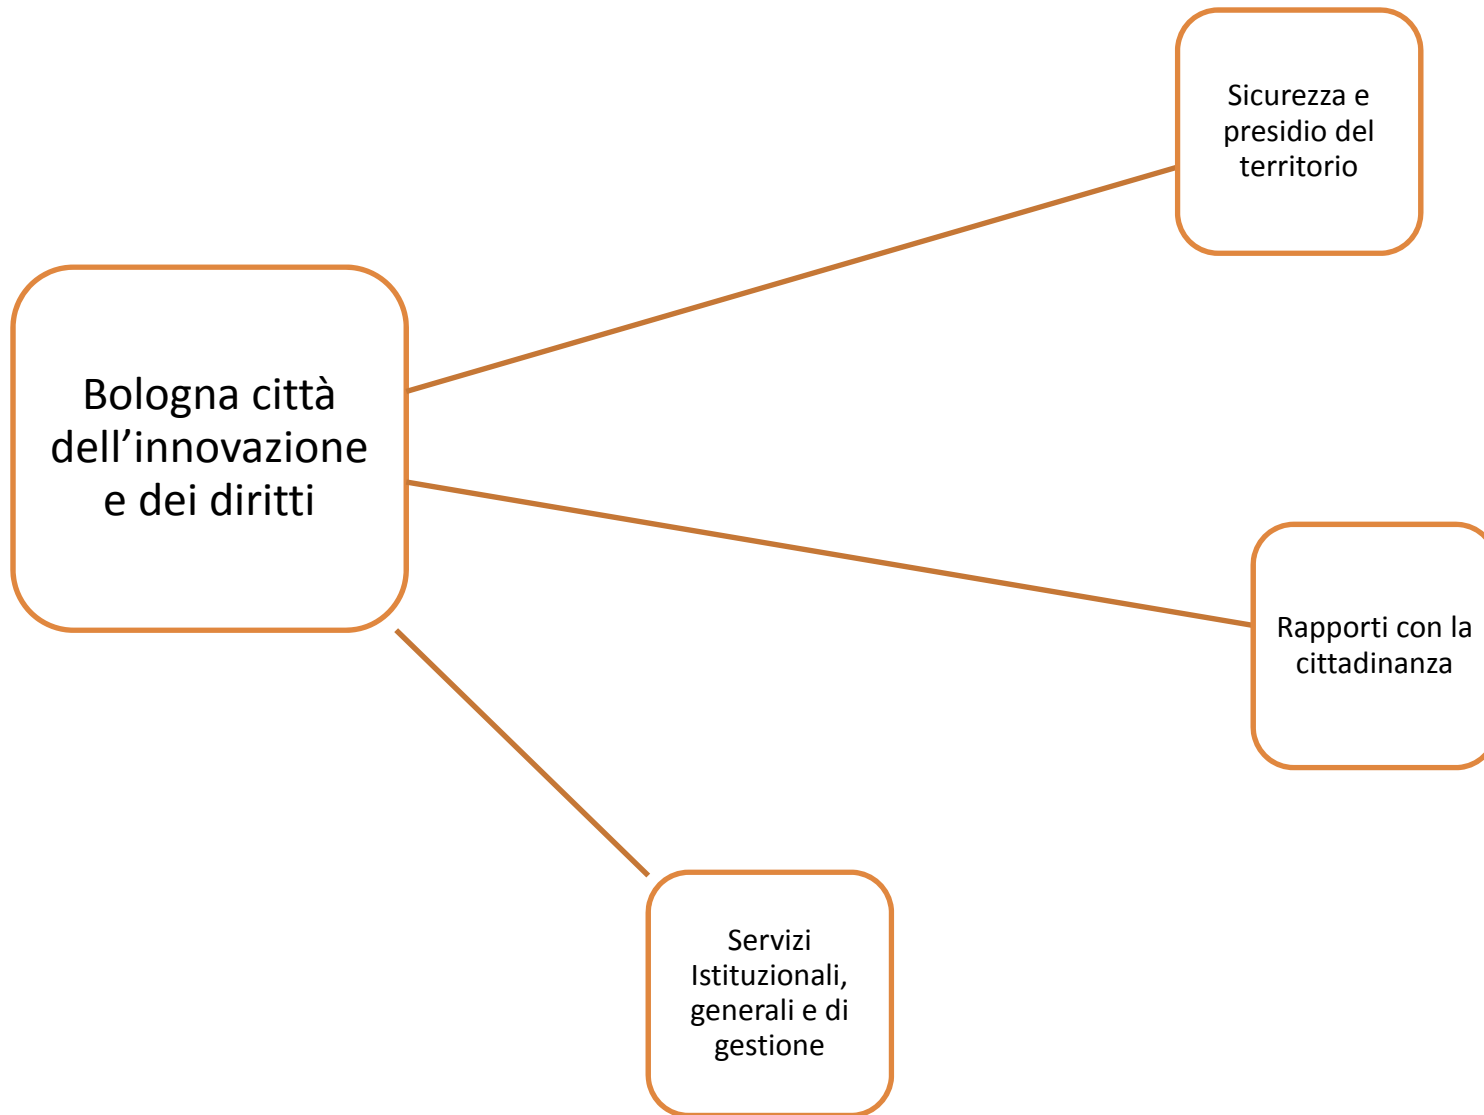 Sicurezza e
presidio del
territorio
Bologna città
dell’innovazione
e dei diritti
Rapporti con la
cittadinanza
Servizi
Istituzionali,
generali e di
gestione